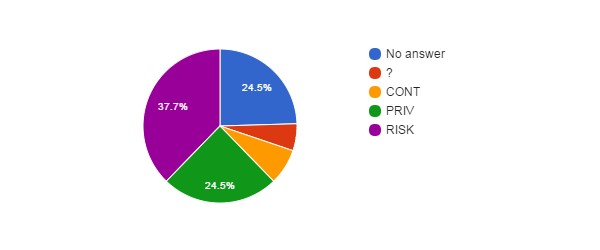 24.5%
37.7%
24.5%
No answer
?
CONT
PRIV
RISK